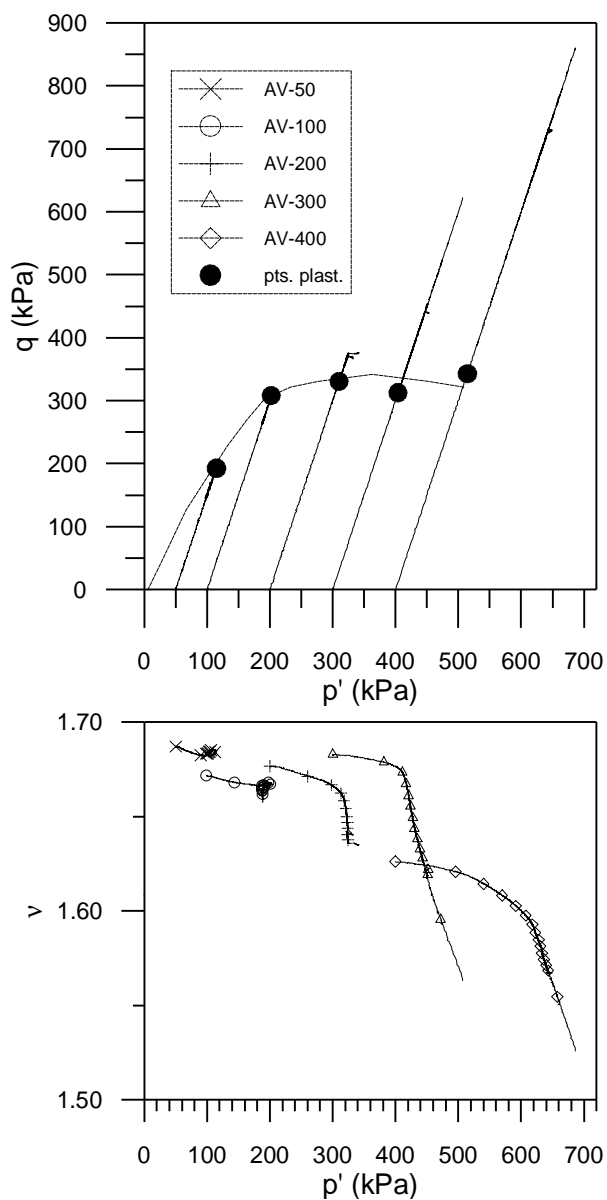 900
800
700
600
500
400
300
200
100
0
q (kPa)
AV-50
AV-100
AV-200
AV-300
AV-400
pts. plast.
0 100 200 300 400 500 600 700
p' (kPa)
1.70
1.60
1.50
ν
0 100 200 300 400 500 600 700
p' (kPa)